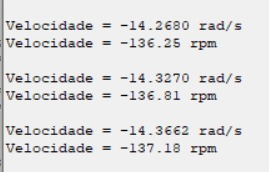 Velocidade = -14.2680 rad/s
Velocidade = -136.25 rpm
Velocidade = -14.3270 rad/s
Velocidade = -136.81 rpm
Velocidade = -14.3662 rad/s
Velocidade = -137.18 rpm